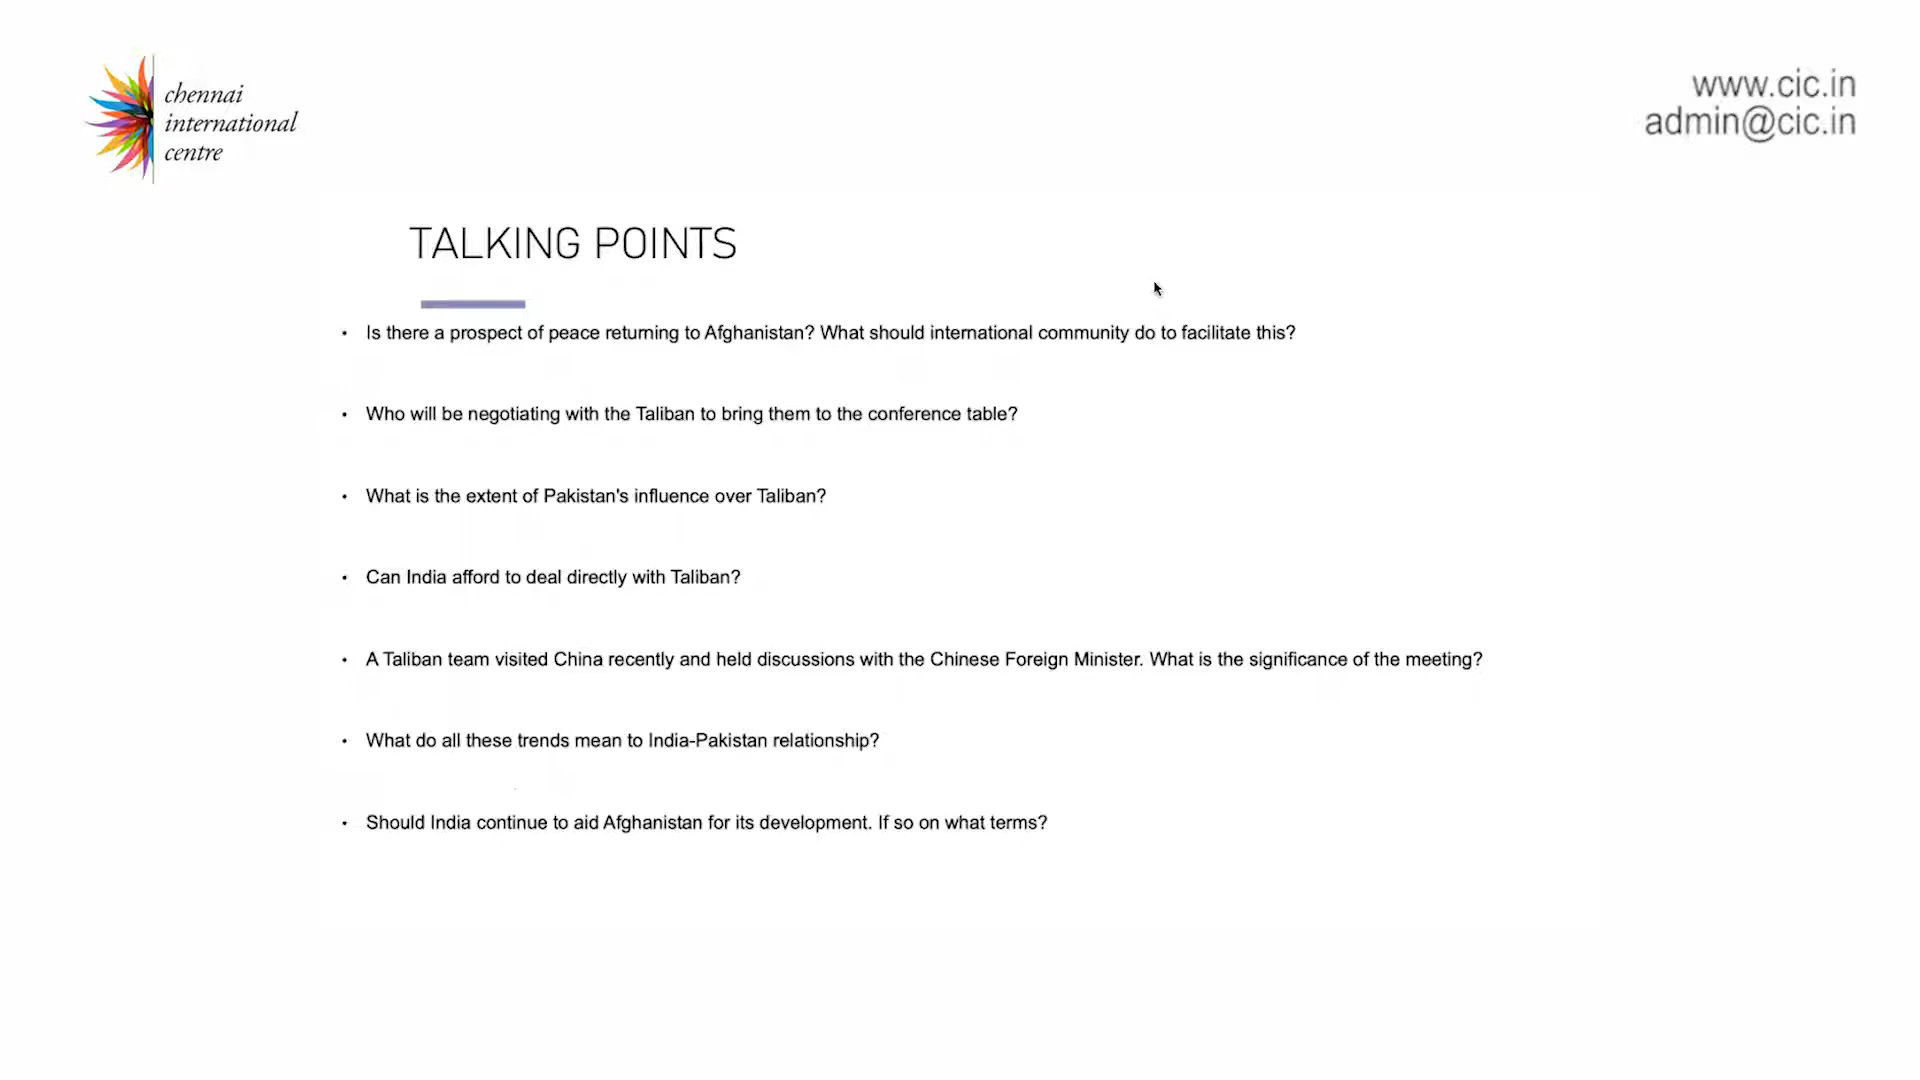 chennai
international
centre
www.cic.in
admin@cic.in
TALKING POINTS
• Is there a prospect of peace returning to Afghanistan? What should international community do to facilitate this?
• Who will be negotiating with the Taliban to bring them to the conference table?
• What is the extent of Pakistan's influence over Taliban?
• Can India afford to deal directly with Taliban?
• A Taliban team visited China recently and held discussions with the Chinese Foreign Minister. What is the significance of the meeting?
• What do all these trends mean to India-Pakistan relationship?
• Should India continue to aid Afghanistan for its development. If so on what terms?